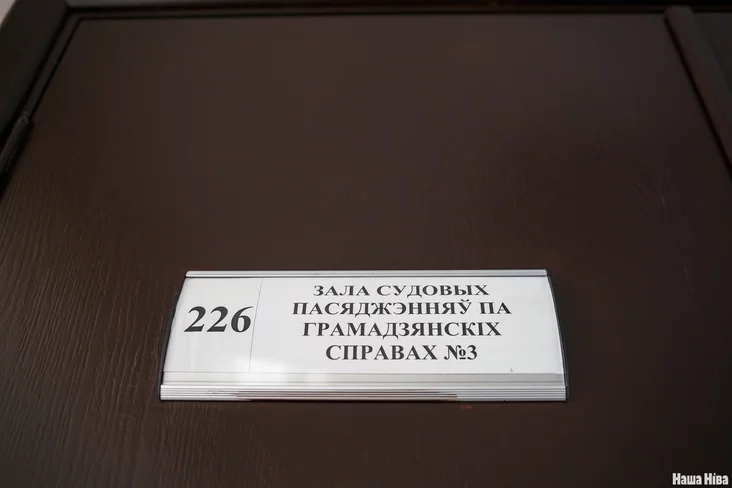 226
ЗАЛА СУДОВЫХ
ПАСЯДЖЭННЯЎ ПА
ГРАМАДЗЯНСКІХ
СПРАВАХ №3
Наша Ніва